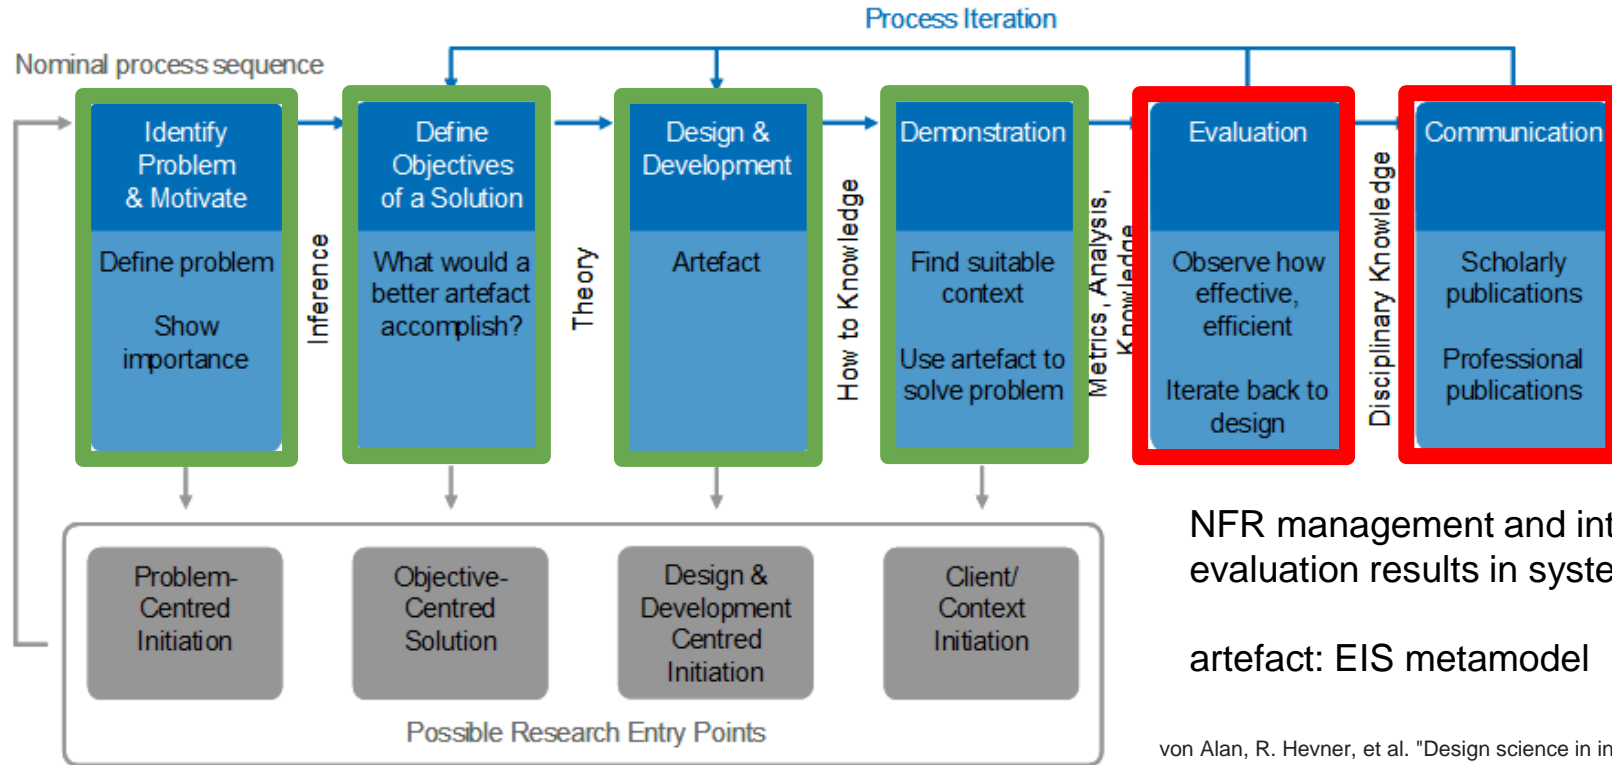 Process Iteration
Nominal process sequence
Identify
Problem
& Motivate
Define problem
Show
importance
Inference
Define
Objectives
of a Solution
What would a
better artefact
accomplish?
Theory
Design &
Development
Artefact
How to Knowledge
Demonstration
Find suitable
context
Use artefact to
solve problem
Metrics, Analysis,
Knowledge
Evaluation
Observe how
effective,
efficient
Iterate back to
design
Disciplinary Knowledge
Communication
Scholarly
publications
Professional
publications
Problem-
Centred
Initiation
Objective-
Centred
Solution
Design &
Development
Centred
Initiation
Client/
Context
Initiation
Possible Research Entry Points
NFR management and
evaluation results in
artefact: EIS metamodel
von Alan, R. Hevner, et al. "Design science in